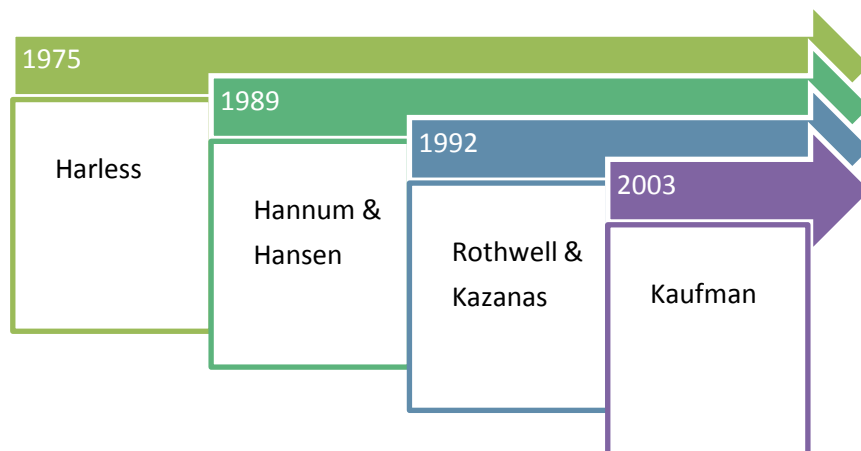 1975
Harless
1989
Hannum &
Hansen
1992
Rothwell &
Kazanas
2003
Kaufman